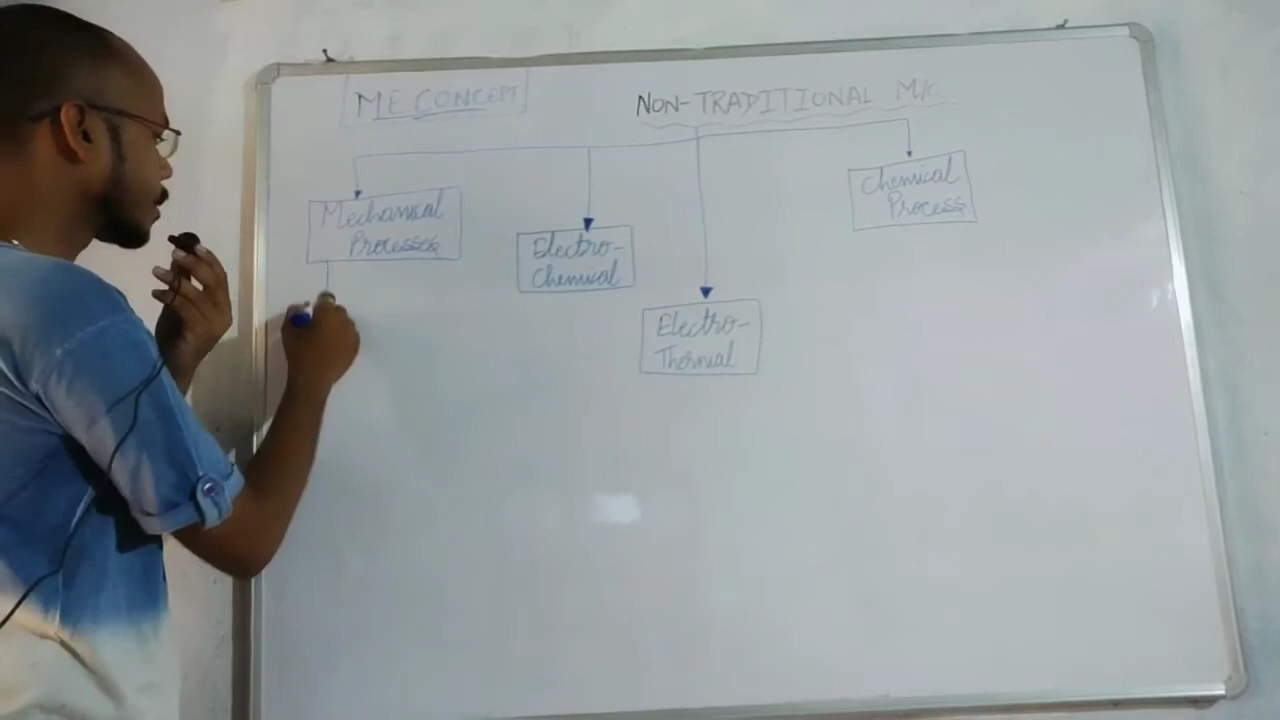 ME CONCEPT
NON-TRADITIONAL M/C
Mechanical
Processes
Electro-
Chemical
Electro-
Thermal
Chemical
Process